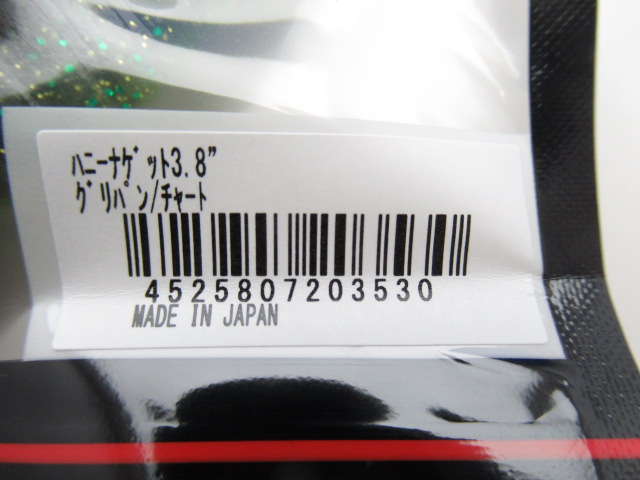 ﾊﾆｰﾅｹﾞｯﾄ3.8"
ｸﾞﾘﾊﾟﾝ/ﾁｬｰﾄ
4525807203530
MADE IN JAPAN